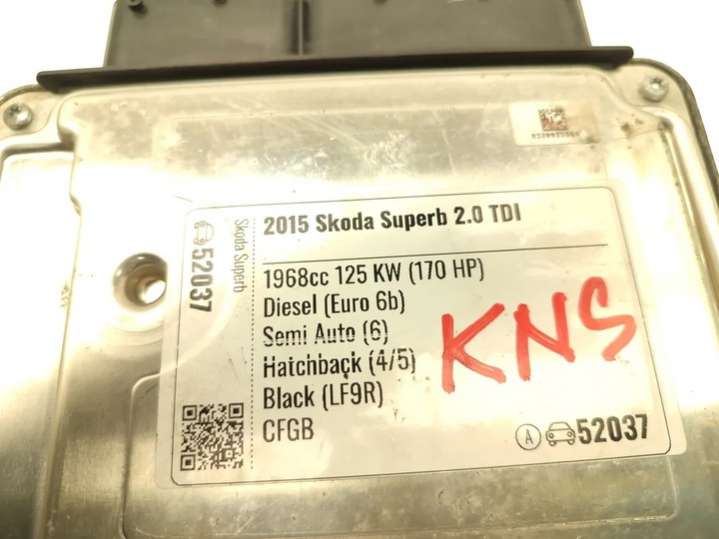 2015 Skoda Superb 2.0 TDI
1968cc 125 KW (170 HP)
Diesel (Euro 6b)
Semi Auto (6)
Hatchback (4/5)
Black (LF9R)
CFGB
A 52037
Skoda Superb
52037
KNS